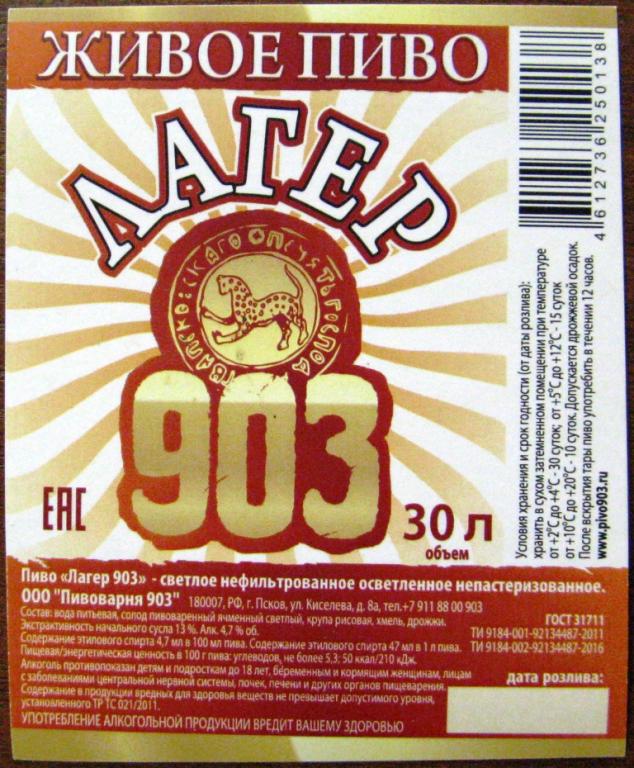 ЖИВОЕ ПИВО
ЛАГЕР
903
ЕАС
30 л
объем
Пиво «Лагер 903» - светлое нефильтрованное осветленное непастеризованное.
ООО "Пивоварня 903" 180007, РФ, г. Псков, ул. Киселева, д. 8а, тел.+7 911 88 00 903
Состав: вода питьевая, солод пивоваренный ячменный светлый, крупа рисовая, хмель, дрожжи.
Экстрактивность начального сусла 13 %. Алк. 4,7 % об.
Содержание этилового спирта 4,7 мл в 100 мл пива. Содержание этилового спирта 47 мл в 1 л пива.
Пищевая/энергетическая ценность в 100 г пива: углеводов, не более 5,3; 50 ккал/210 кДж.
Алкоголь противопоказан детям и подросткам до 18 лет, беременным и кормящим женщинам, лицам
с заболеваниями центральной нервной системы, почек, печени и других органов пищеварения.
Содержание в продукции вредных для здоровья веществ не превышает допустимого уровня,
установленного ТР ТС 021/2011.
УПОТРЕБЛЕНИЕ АЛКОГОЛЬНОЙ ПРОДУКЦИИ ВРЕДИТ ВАШЕМУ ЗДОРОВЬЮ
ГОСТ 31711
ТИ 9184-001-92134487-2011
ТИ 9184-002-92134487-2016
дата розлива:
4 612736 250138
Условия хранения и срок годности (от даты розлива):
хранить в сухом затемненном помещении при температуре
от +2°С до +4°С - 30 суток; от +5°С до +12°С - 15 суток
от +10°С до +20°С - 10 суток. Допускается дрожжевой осадок.
После вскрытия тары пиво употребить в течении 12 часов.
www.pivo903.ru